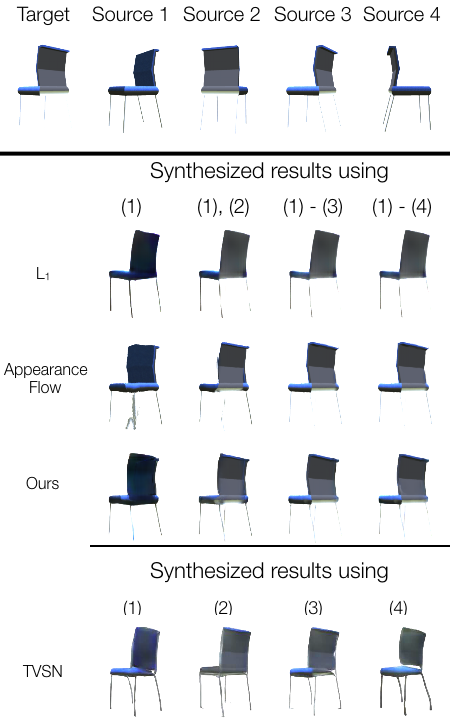 Target Source 1 Source 2 Source 3 Source 4
Synthesized results using
(1) (1), (2) (1) - (3) (1) - (4)
L₁
Appearance
Flow
Ours
Synthesized results using
(1) (2) (3) (4)
TVSN